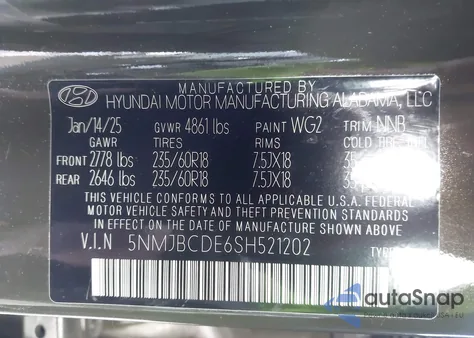 MANUFACTURED BY
HYUNDAI MOTOR MANUFACTURING ALABAMA, LLC
Jan/14/25 GVWR 4861 lbs PAINT WG2 TRIM NNB
GAWR TIRES RIMS COLD
FRONT 2778 lbs 235/60R18 7.5JX18
REAR 2646 lbs 235/60R18 7.5JX18
THIS VEHICLE CONFORMS TO ALL APPLICABLE U.S.A. FEDERAL
MOTOR VEHICLE SAFETY AND THEFT PREVENTION STANDARDS
IN EFFECT ON THE DATE OF MANUFACTURE SHOWN ABOVE.
V.I.N 5NMJBCDE6SH521202 TYPE
autoSnap